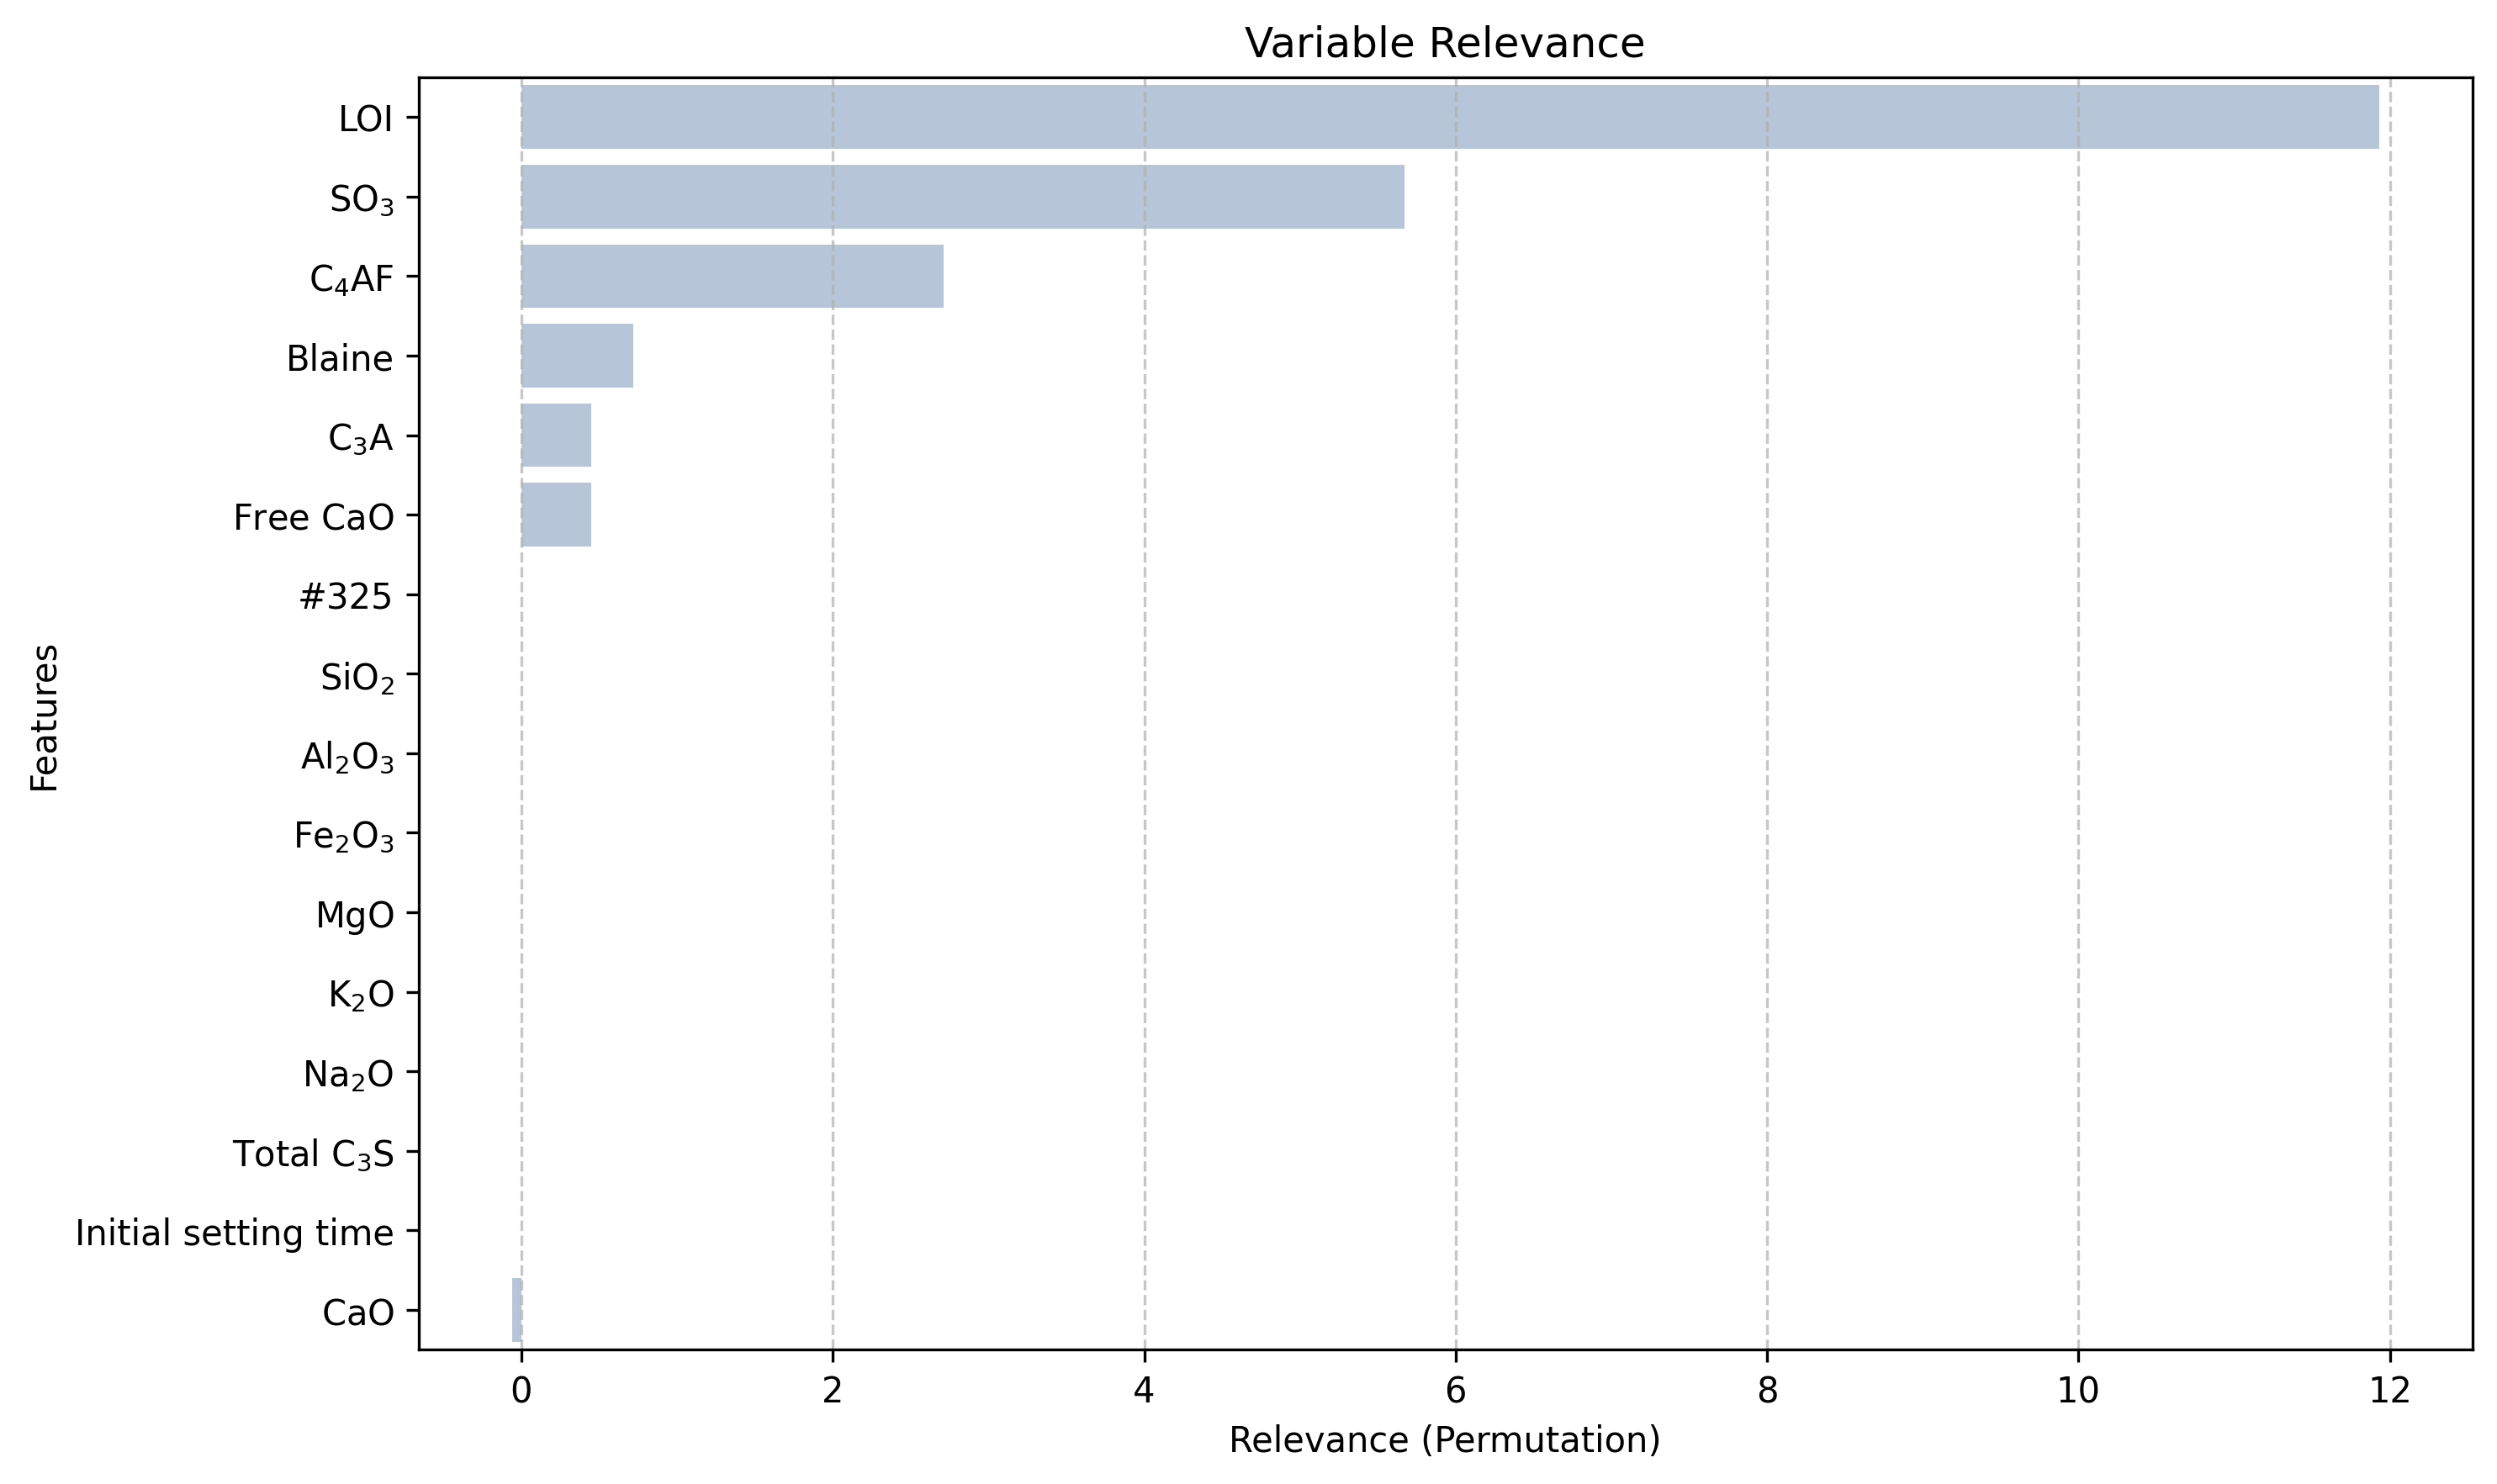 Variable Relevance
LOI
SO₃
C₄AF
Blaine
C₃A
Free CaO
#325
SiO₂
Al₂O₃
Fe₂O₃
MgO
K₂O
Na₂O
Total C₃S
Initial setting time
CaO
Features
0 2 4 6 8 10 12
Relevance (Permutation)